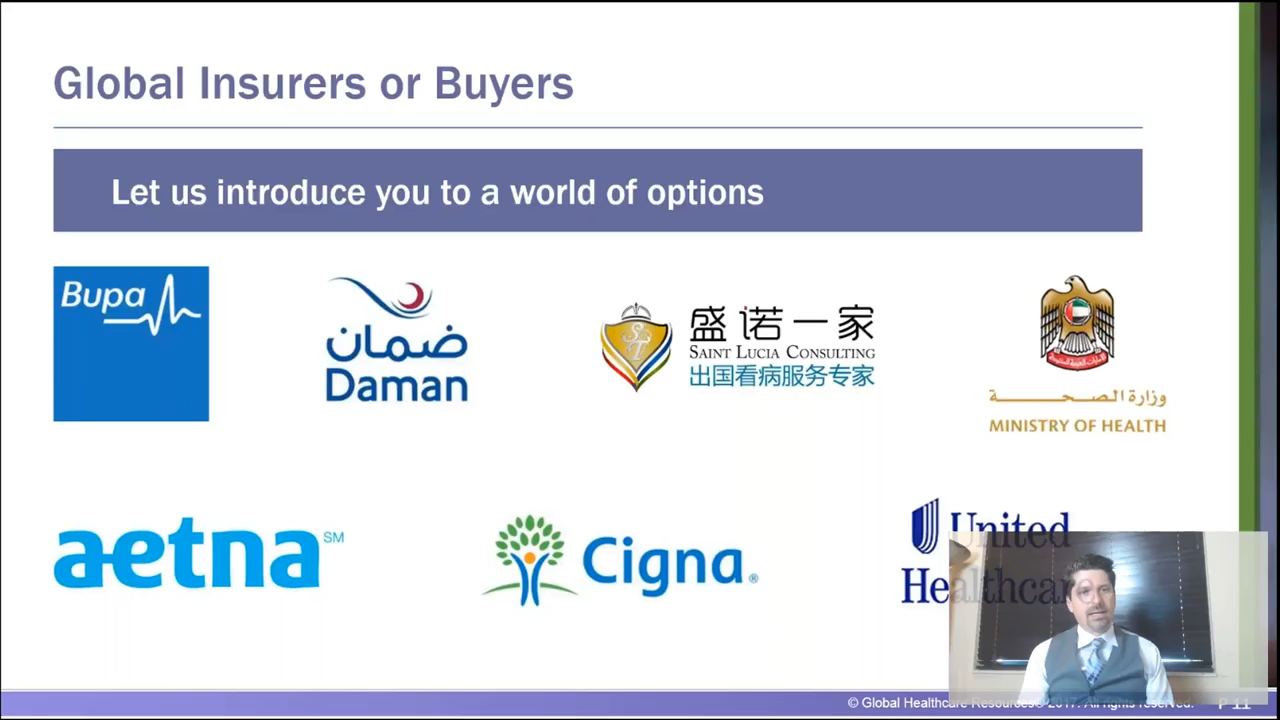 Global Insurers or Buyers
Let us introduce you to a world of options
Bupa
ضمان
Daman
盛诺一家
SAINT LUCIA CONSULTING
出国看病服务专家
وزارة الصحة
MINISTRY OF HEALTH
aetna SM
Cigna®
United
Healthcare
© Global Healthcare Resources® 2017. All rights reserved.
P 11